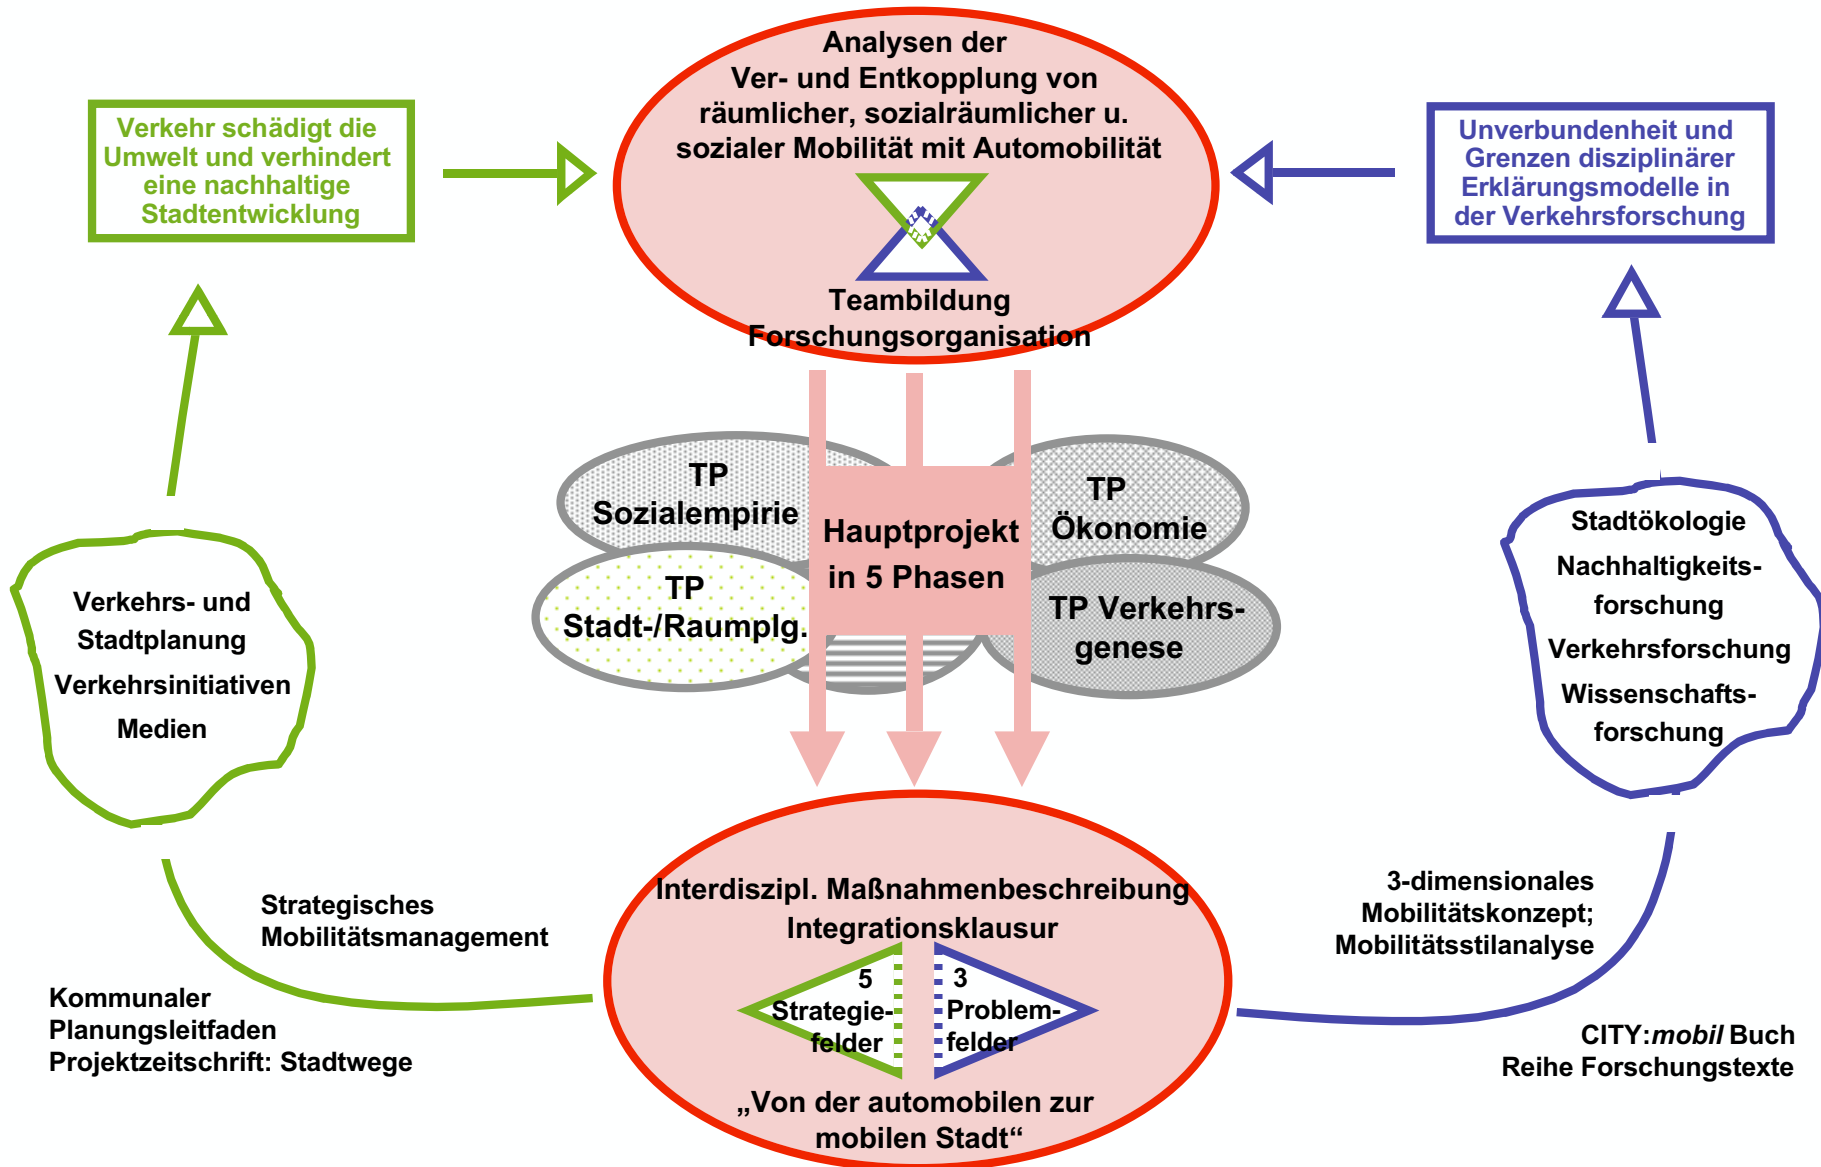 Analysen der
Ver- und Entkopplung von
räumlicher, sozialräumlicher u.
sozialer Mobilität mit Automobilität
Teambildung
Forschungsorganisation
Verkehr schädigt die
Umwelt und verhindert
eine nachhaltige
Stadtentwicklung
Unverbundenheit und
Grenzen disziplinärer
Erklärungsmodelle in
der Verkehrsforschung
TP
Sozialempirie
TP
Ökonomie
Hauptprojekt
in 5 Phasen
TP
Stadt-/Raumplg.
TP Verkehrs-
genese
Verkehrs- und
Stadtplanung
Verkehrsinitiativen
Medien
Stadtökologie
Nachhaltigkeits-
forschung
Verkehrsforschung
Wissenschafts-
forschung
Strategisches
Mobilitätsmanagement
Kommunaler
Planungsleitfaden
Projektzeitschrift: Stadtwege
Interdiszipl. Maßnahmenbeschreibung
Integrationsklausur
5
Strategie-
felder
3
Problem-
felder
„Von der automobilen zur
mobilen Stadt“
3-dimensionales
Mobilitätskonzept;
Mobilitätsstilanalyse
CITY:mobil Buch
Reihe Forschungstexte